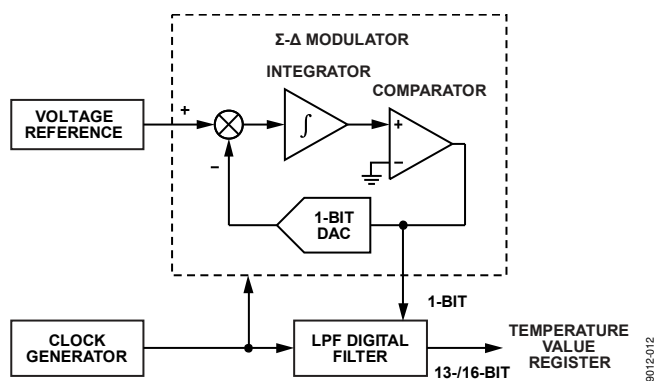 Σ-Δ MODULATOR
INTEGRATOR
COMPARATOR
VOLTAGE
REFERENCE
+
−
∫
+
−
1-BIT
DAC
1-BIT
CLOCK
GENERATOR
LPF DIGITAL
FILTER
13-/16-BIT
TEMPERATURE
VALUE
REGISTER
9012-012